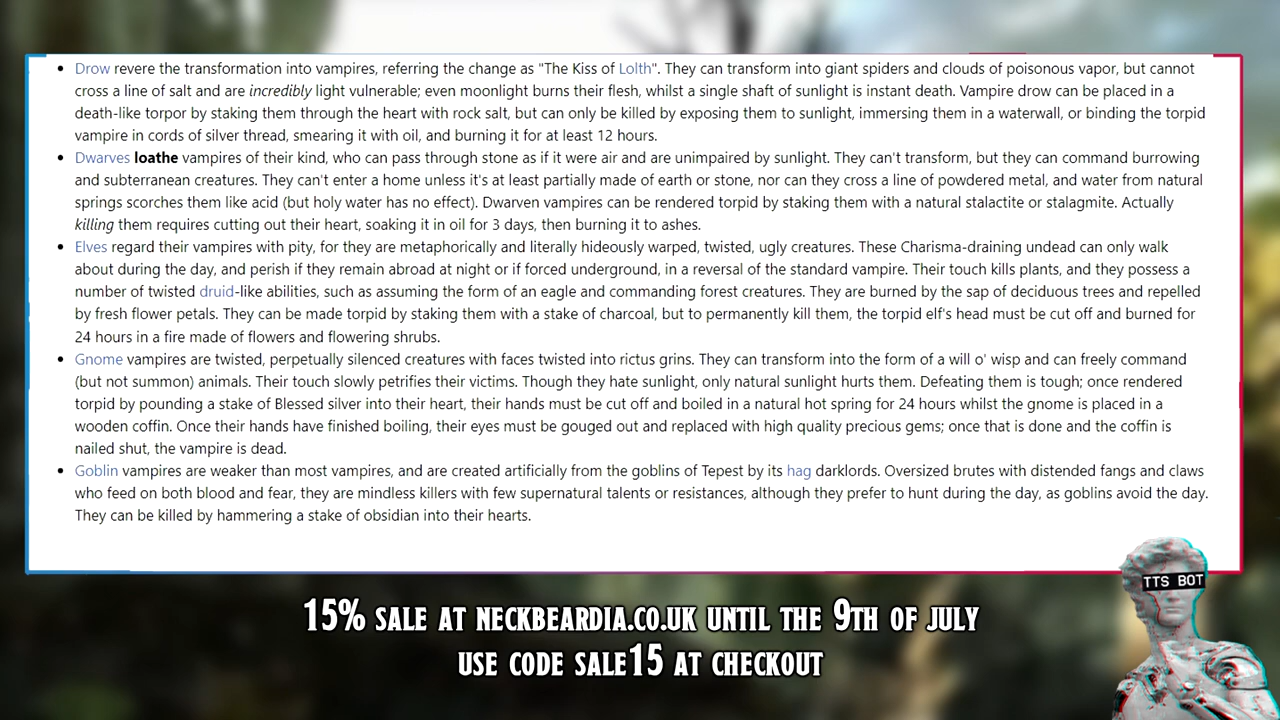 • Drow revere the transformation into vampires, referring the change as "The Kiss of Lolth". They can transform into giant spiders and clouds of poisonous vapor, but cannot
cross a line of salt and are incredibly light vulnerable; even moonlight burns their flesh, whilst a single shaft of sunlight is instant death. Vampire drow can be placed in a
death-like torpor by staking them through the heart with rock salt, but can only be killed by exposing them to sunlight, immersing them in a waterwall, or binding the torpid
vampire in cords of silver thread, smearing it with oil, and burning it for at least 12 hours.
• Dwarves loathe vampires of their kind, who can pass through stone as if it were air and are unimpaired by sunlight. They can't transform, but they can command burrowing
and subterranean creatures. They can't enter a home unless it's at least partially made of earth or stone, nor can they cross a line of powdered metal, and water from natural
springs scorches them like acid (but holy water has no effect). Dwarven vampires can be rendered torpid by staking them with a natural stalactite or stalagmite. Actually
killing them requires cutting out their heart, soaking it in oil for 3 days, then burning it to ashes.
• Elves regard their vampires with pity, for they are metaphorically and literally hideously warped, twisted, ugly creatures. These Charisma-draining undead can only walk
about during the day, and perish if they remain abroad at night or if forced underground, in a reversal of the standard vampire. Their touch kills plants, and they possess a
number of twisted druid-like abilities, such as assuming the form of an eagle and commanding forest creatures. They are burned by the sap of deciduous trees and repelled
by fresh flower petals. They can be made torpid by staking them with a stake of charcoal, but to permanently kill them, the torpid elf's head must be cut off and burned for
24 hours in a fire made of flowers and flowering shrubs.
• Gnome vampires are twisted, perpetually silenced creatures with faces twisted into rictus grins. They can transform into the form of a will o' wisp and can freely command
(but not summon) animals. Their touch slowly petrifies their victims. Though they hate sunlight, only natural sunlight hurts them. Defeating them is tough; once rendered
torpid by pounding a stake of Blessed silver into their heart, their hands must be cut off and boiled in a natural hot spring for 24 hours whilst the gnome is placed in a
wooden coffin. Once their hands have finished boiling, their eyes must be gouged out and replaced with high quality precious gems; once that is done and the coffin is
nailed shut, the vampire is dead.
• Goblin vampires are weaker than most vampires, and are created artificially from the goblins of Tepest by its hag darklords. Oversized brutes with distended fangs and claws
who feed on both blood and fear, they are mindless killers with few supernatural talents or resistances, although they prefer to hunt during the day, as goblins avoid the day.
They can be killed by hammering a stake of obsidian into their hearts.
TTS BOT
15% SALE AT NECKBEARDIA.CO.UK UNTIL THE 9TH OF JULY
USE CODE SALE15 AT CHECKOUT